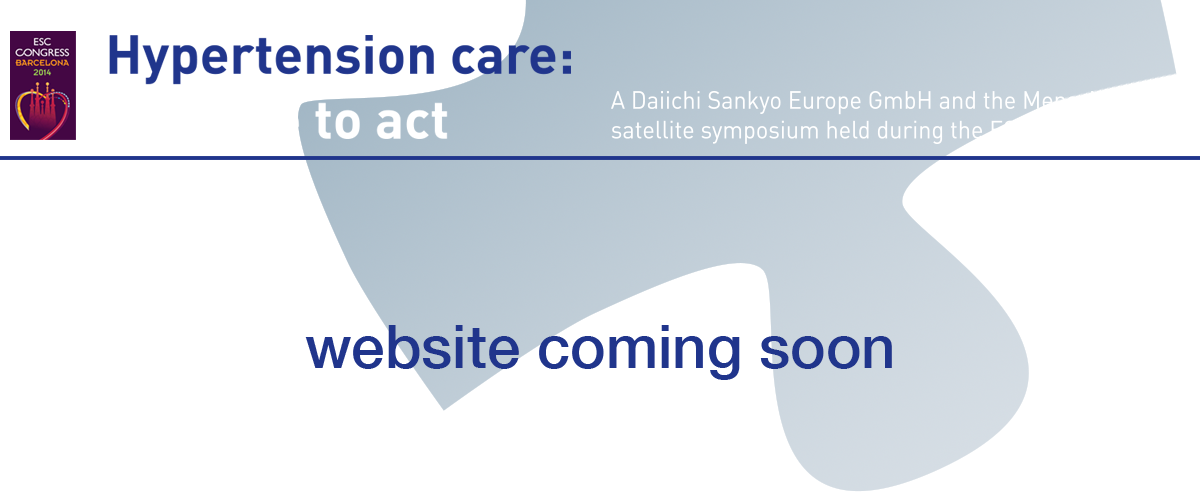 ESC
CONGRESS
BARCELONA
2014
Hypertension care:
to act
A Daiichi Sankyo Europe GmbH and the
satellite symposium held during the
website coming soon